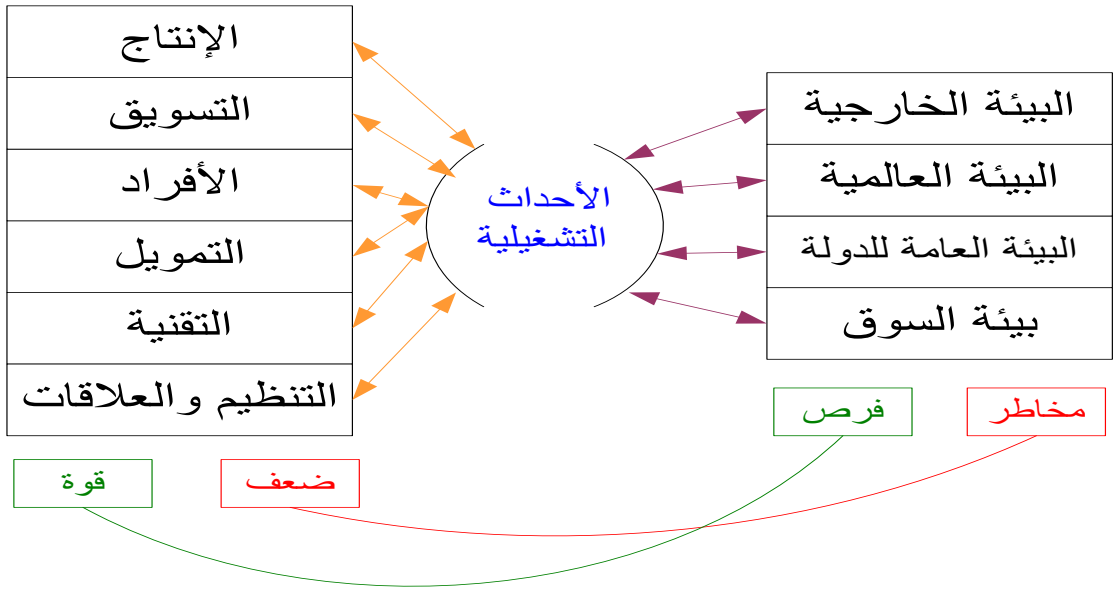 البيئة الخارجية
البيئة العالمية
البيئة العامة للدولة
بيئة السوق
مخاطر
فرص
الأحداث
التشغيلية
الإنتاج
التسويق
الأفراد
التمويل
التقنية
التنظيم والعلاقات
ضعف
قوة